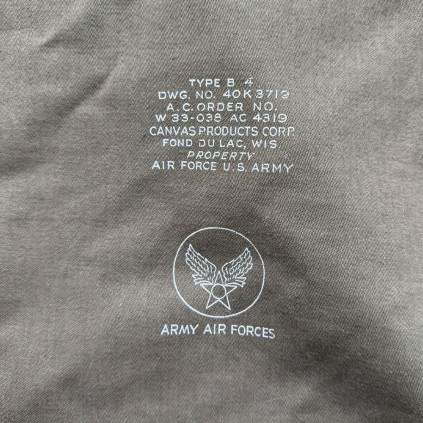 TYPE B 4
DWG. NO. 40K3719
A.C. ORDER NO.
W 33-038 AC 4319
CANVAS PRODUCTS CORP.
FOND DU LAC, WIS
PROPERTY
AIR FORCE U.S. ARMY
ARMY AIR FORCES